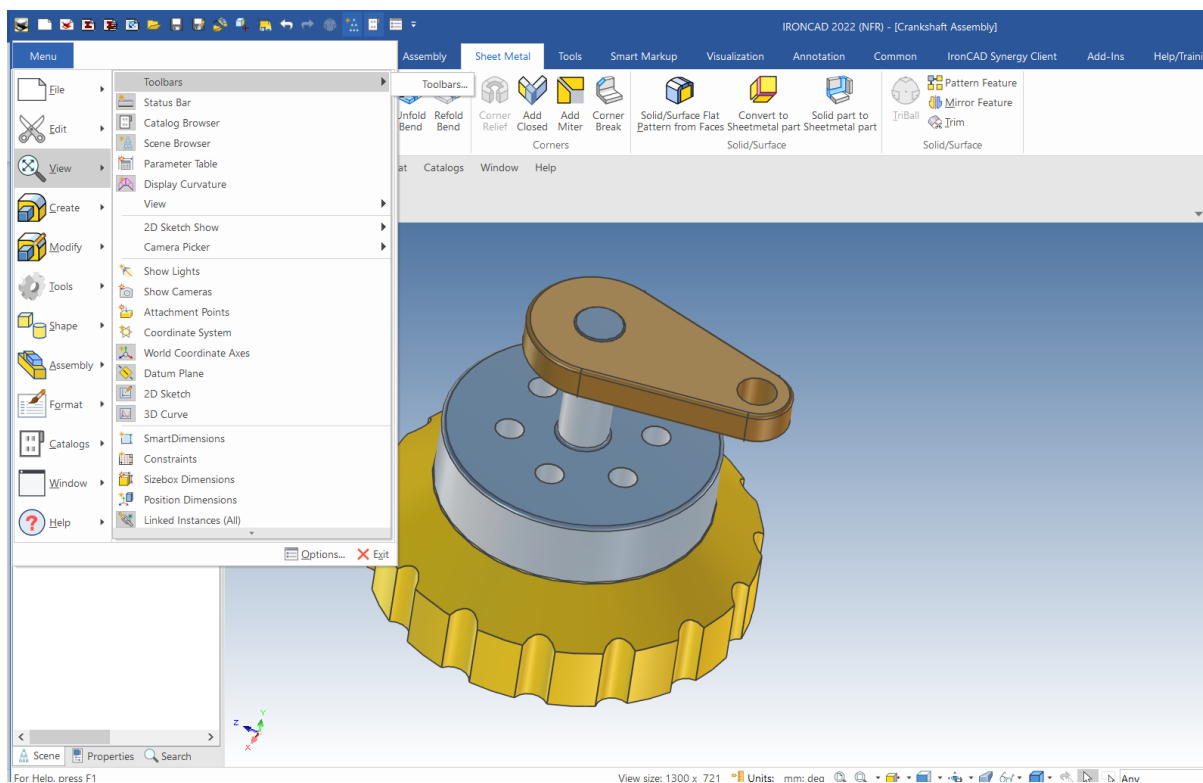 IRONCAD 2022 (NFR) - [Crankshaft Assembly]
Menu
Assembly
Sheet Metal
Tools
Smart Markup
Visualization
Annotation
Common
IronCAD Synergy Client
Add-Ins
Help/Traini
File
Edit
View
Create
Modify
Tools
Shape
Assembly
Format
Catalogs
Window
Help
Toolbars
Status Bar
Catalog Browser
Scene Browser
Parameter Table
Display Curvature
View
2D Sketch Show
Camera Picker
Show Lights
Show Cameras
Attachment Points
Coordinate System
World Coordinate Axes
Datum Plane
2D Sketch
3D Curve
SmartDimensions
Constraints
Sizebox Dimensions
Position Dimensions
Linked Instances (All)
Options...
Exit
Toolbars...
Unfold
Bend
Refold
Bend
Corner
Relief
Add
Closed
Add
Miter
Corner
Break
Corners
Solid/Surface Flat
Pattern from Faces
Convert to
Sheetmetal part
Solid part to
Sheetmetal part
Solid/Surface
TriBall
Pattern Feature
Mirror Feature
Trim
Solid/Surface
at
Catalogs
Window
Help
Z
Y
X
Scene
Properties
Search
For Help, press F1
View size: 1300 x 721
Units:
mm; deg
Any